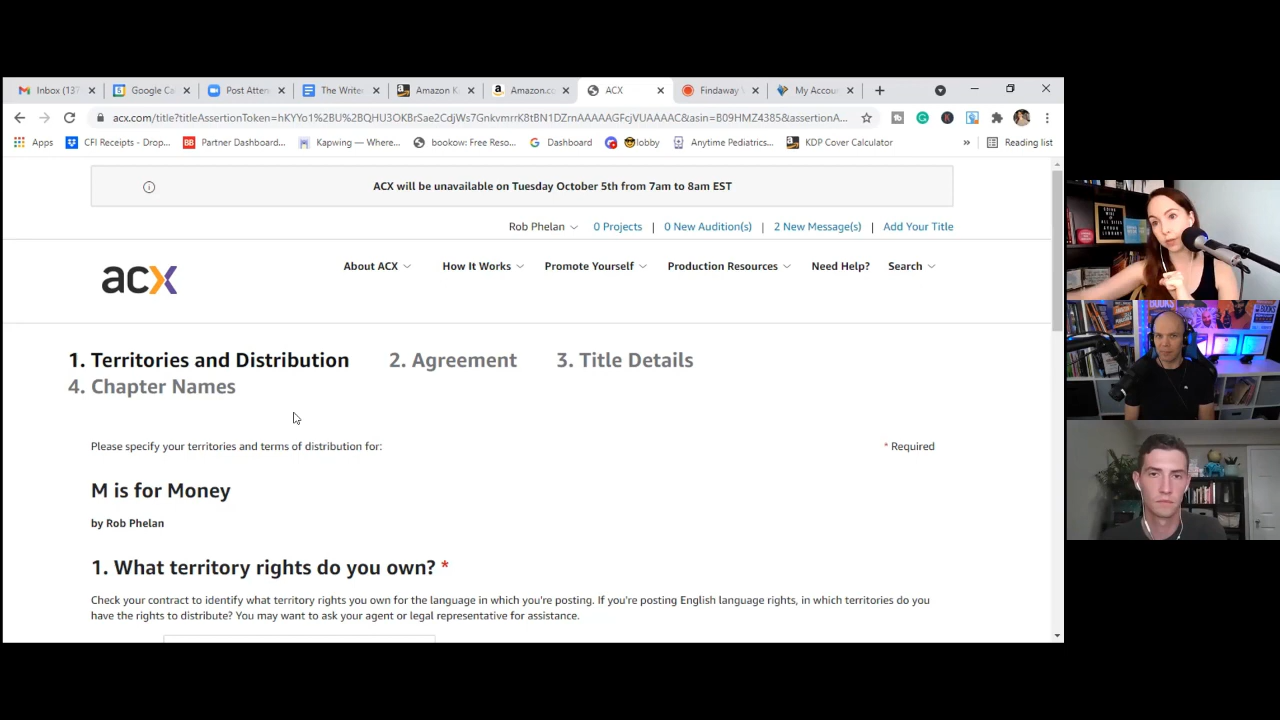 Inbox (137
Google Ca
Post Atten
The Writer
Amazon K
Amazon.co
ACX
Findaway
My Accou
acx.com/title?titleAssertionToken=hKYYo1%2BU%2BQHU3OKBrSae2CdjWs7GnkvmrrK8tBN1DZrnAAAAAGFcjVUAAAAC&asin=B09HMZ4385&assertionA...
Apps
CFI Receipts - Drop...
Partner Dashboard...
Kapwing — Where...
bookow: Free Reso...
Dashboard
lobby
Anytime Pediatrics...
KDP Cover Calculator
»
Reading list
ACX will be unavailable on Tuesday October 5th from 7am to 8am EST
Rob Phelan
0 Projects | 0 New Audition(s) | 2 New Message(s) | Add Your Title
acx
About ACX
How It Works
Promote Yourself
Production Resources
Need Help?
Search
1. Territories and Distribution
2. Agreement
3. Title Details
4. Chapter Names
Please specify your territories and terms of distribution for:
* Required
M is for Money
by Rob Phelan
1. What territory rights do you own? *
Check your contract to identify what territory rights you own for the language in which you're posting. If you're posting English language rights, in which territories do you
have the rights to distribute? You may want to ask your agent or legal representative for assistance.
BOOKS